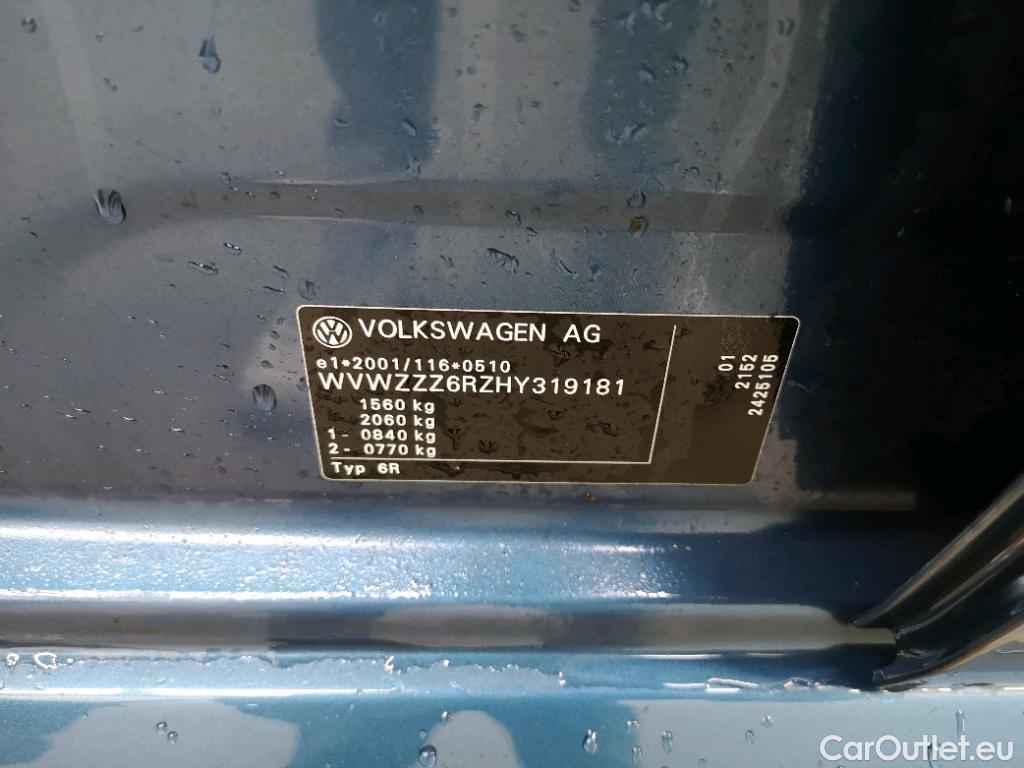 VOLKSWAGEN AG
e1*2001/116*0510
WVWZZZ6RZHY319181
1560 kg
2060 kg
1- 0840 kg
2- 0770 kg
Typ 6R
01
2152
2425105
CarOutlet.eu